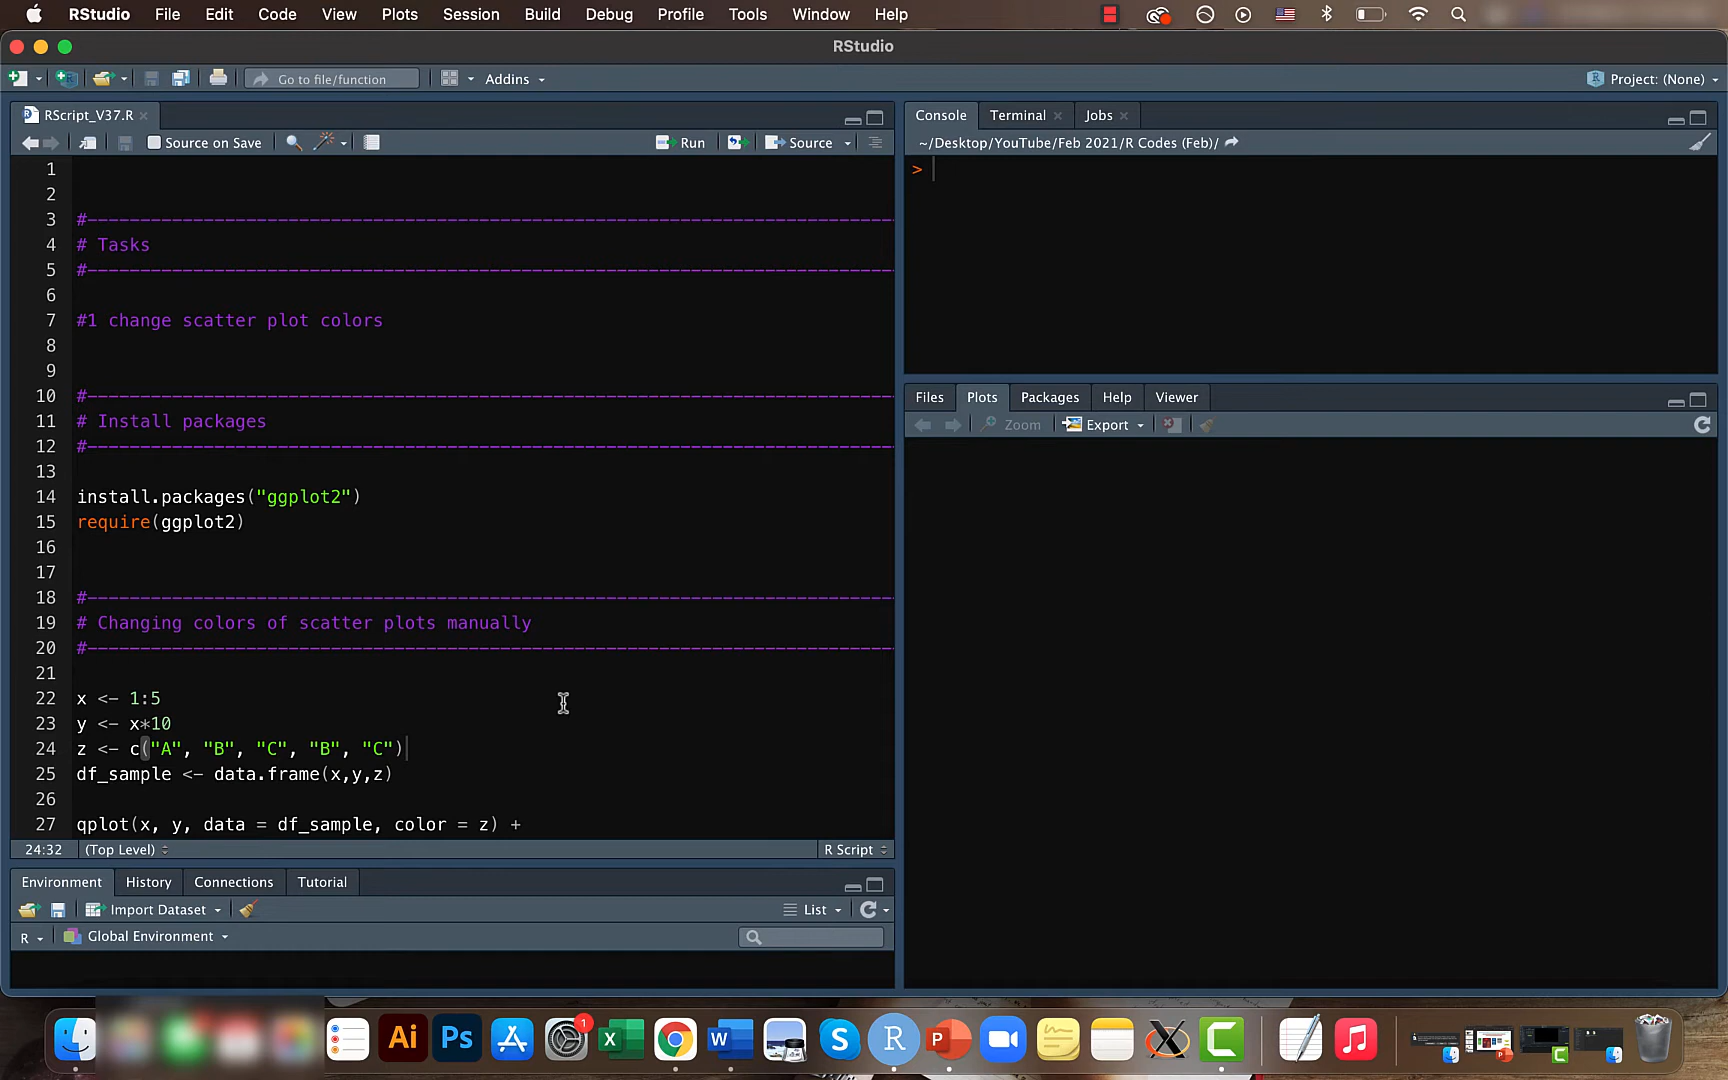 RStudio File Edit Code View Plots Session Build Debug Profile Tools Window Help
RStudio
Go to file/function Addins Project: (None)
RScript_V37.R
Source on Save Run Source
1
2
3 #------------------------------------------------------------------------------
4 # Tasks
5 #------------------------------------------------------------------------------
6
7 #1 change scatter plot colors
8
9
10 #------------------------------------------------------------------------------
11 # Install packages
12 #------------------------------------------------------------------------------
13
14 install.packages("ggplot2")
15 require(ggplot2)
16
17
18 #------------------------------------------------------------------------------
19 # Changing colors of scatter plots manually
20 #------------------------------------------------------------------------------
21
22 x <- 1:5
23 y <- x*10
24 z <- c("A", "B", "C", "B", "C")
25 df_sample <- data.frame(x,y,z)
26
27 qplot(x, y, data = df_sample, color = z) +
24:32 (Top Level) R Script
Environment History Connections Tutorial
Import Dataset List
R Global Environment
Console Terminal Jobs
~/Desktop/YouTube/Feb 2021/R Codes (Feb)/
>
Files Plots Packages Help Viewer
Zoom Export
Ai Ps 1 X W S R P X C